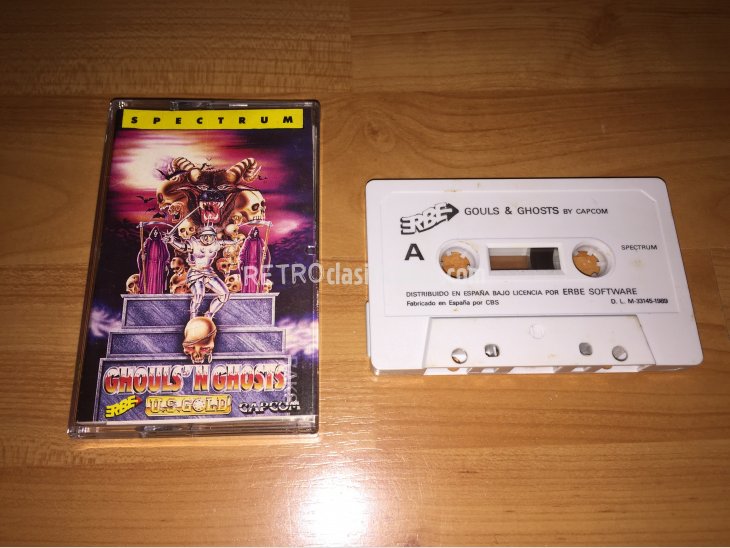 SPECTRUM
GHOULS 'N GHOSTS
ERBE
U.S. GOLD
CAPCOM
RETROclasi
ERBE
GOULS & GHOSTS BY CAPCOM
A
SPECTRUM
DISTRIBUIDO EN ESPAÑA BAJO LICENCIA POR ERBE SOFTWARE
Fabricado en España por CBS
D. L. M-33145-1989